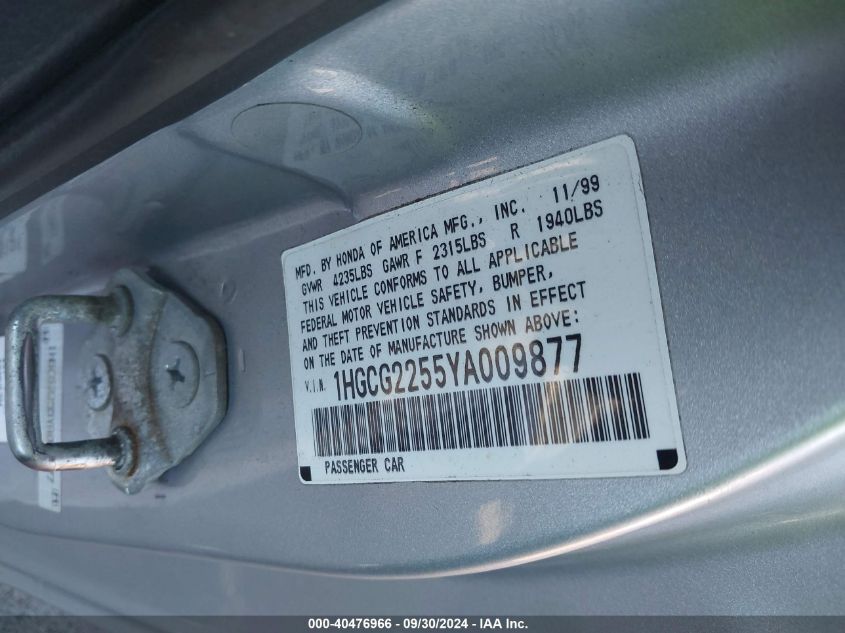 MFD. BY HONDA OF AMERICA MFG., INC. 11/99
GVWR 4235LBS GAWR F 2315LBS R 1940LBS
THIS VEHICLE CONFORMS TO ALL APPLICABLE
FEDERAL MOTOR VEHICLE SAFETY, BUMPER,
AND THEFT PREVENTION STANDARDS IN EFFECT
ON THE DATE OF MANUFACTURE SHOWN ABOVE:
V.I.N. 1HGCG2255YA009877
PASSENGER CAR
000-40476966 - 09/30/2024 - IAA Inc.